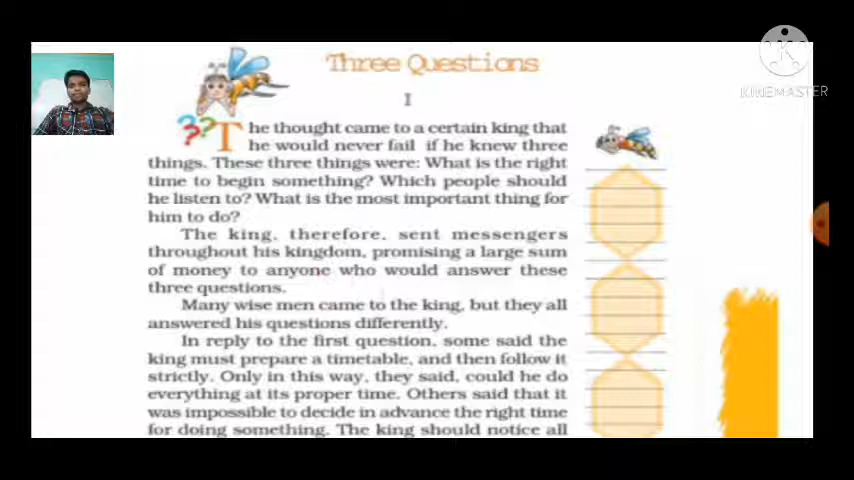 Three Questions
KINEMASTER
I
The thought came to a certain king that
he would never fail if he knew three
things. These three things were: What is the right
time to begin something? Which people should
he listen to? What is the most important thing for
him to do?
The king, therefore, sent messengers
throughout his kingdom, promising a large sum
of money to anyone who would answer these
three questions.
Many wise men came to the king, but they all
answered his questions differently.
In reply to the first question, some said the
king must prepare a timetable, and then follow it
strictly. Only in this way, they said, could he do
everything at its proper time. Others said that it
was impossible to decide in advance the right time
for doing something. The king should notice all